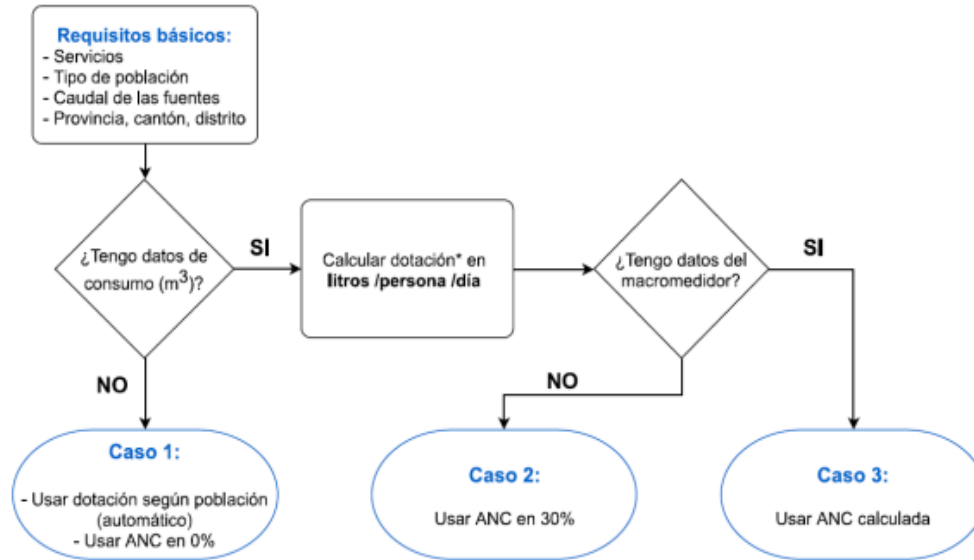 Requisitos básicos:
- Servicios
- Tipo de población
- Caudal de las fuentes
- Provincia, cantón, distrito
¿Tengo datos de
consumo (m³)?
SI
Calcular dotación* en
litros /persona /día
¿Tengo datos del
macromedidor?
SI
NO
NO
Caso 1:
- Usar dotación según población
(automático)
- Usar ANC en 0%
Caso 2:
Usar ANC en 30%
Caso 3:
Usar ANC calculada